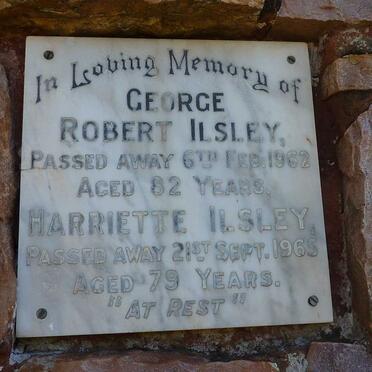 In Loving Memory of
GEORGE
ROBERT ILSLEY,
PASSED AWAY 6TH FEB. 1962
AGED 82 YEARS.
HARRIETTE ILSLEY,
PASSED AWAY 21ST SEPT. 1965
AGED 79 YEARS.
"AT REST"